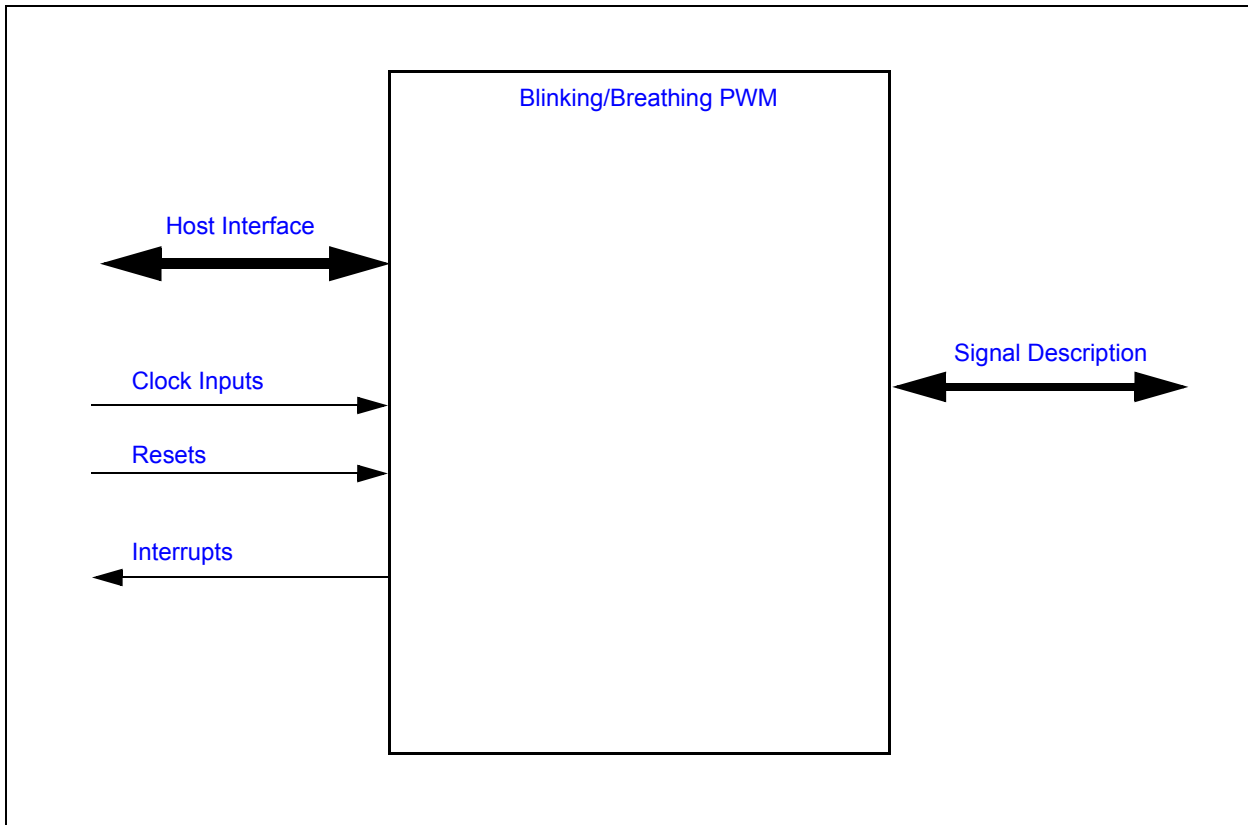 Blinking/Breathing PWM
Host Interface
Signal Description
Clock Inputs
Resets
Interrupts